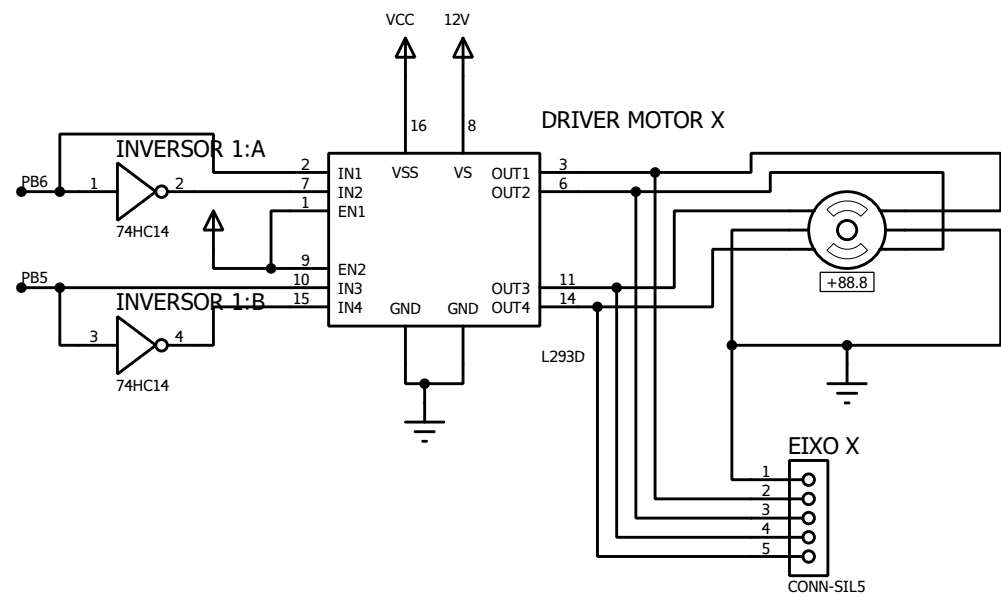 VCC 12V
16 8
DRIVER MOTOR X
INVERSOR 1:A
PB6 1 2
74HC14
2 IN1 VSS VS OUT1 3
7 IN2 OUT2 6
1 EN1
9 EN2
10 IN3 OUT3 11
15 IN4 GND GND OUT4 14
+88.8
PB5
INVERSOR 1:B
3 4
74HC14
L293D
EIXO X
1
2
3
4
5
CONN-SIL5